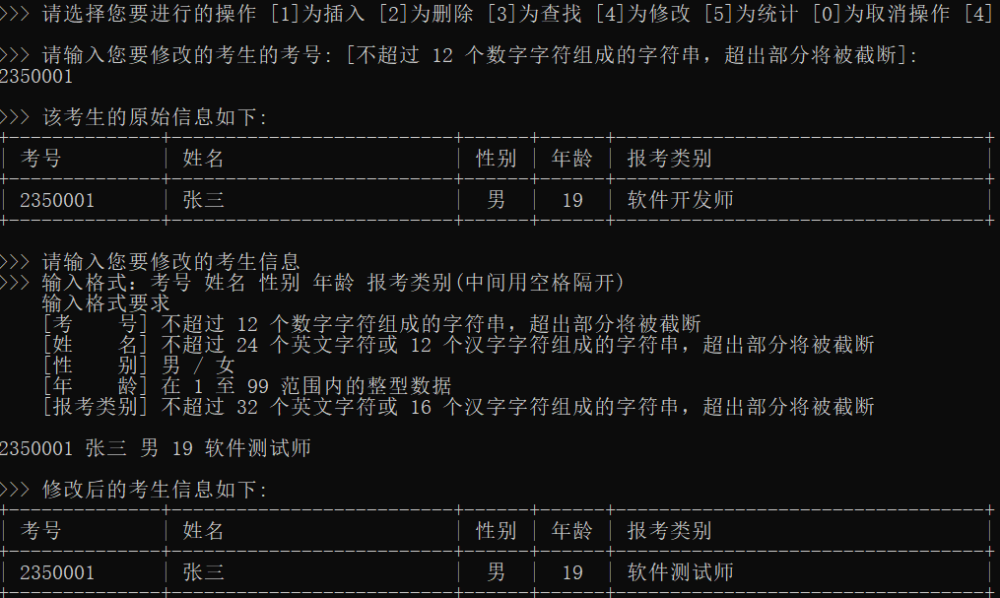 >>> 请选择您要进行的操作 [1]为插入 [2]为删除 [3]为查找 [4]为修改 [5]为统计 [0]为取消操作 [4]
>>> 请输入您要修改的考生的考号: [不超过 12 个数字字符组成的字符串，超出部分将被截断]:
2350001
>>> 该考生的原始信息如下:
考号 姓名 性别 年龄 报考类别
2350001 张三 男 19 软件开发师
>>> 请输入您要修改的考生信息
>>> 输入格式：考号 姓名 性别 年龄 报考类别(中间用空格隔开)
输入格式要求
[考    号] 不超过 12 个数字字符组成的字符串，超出部分将被截断
[姓    名] 不超过 24 个英文字符或 12 个汉字字符组成的字符串，超出部分将被截断
[性    别] 男 / 女
[年    龄] 在 1 至 99 范围内的整型数据
[报考类别] 不超过 32 个英文字符或 16 个汉字字符组成的字符串，超出部分将被截断
2350001 张三 男 19 软件测试师
>>> 修改后的考生信息如下:
考号 姓名 性别 年龄 报考类别
2350001 张三 男 19 软件测试师